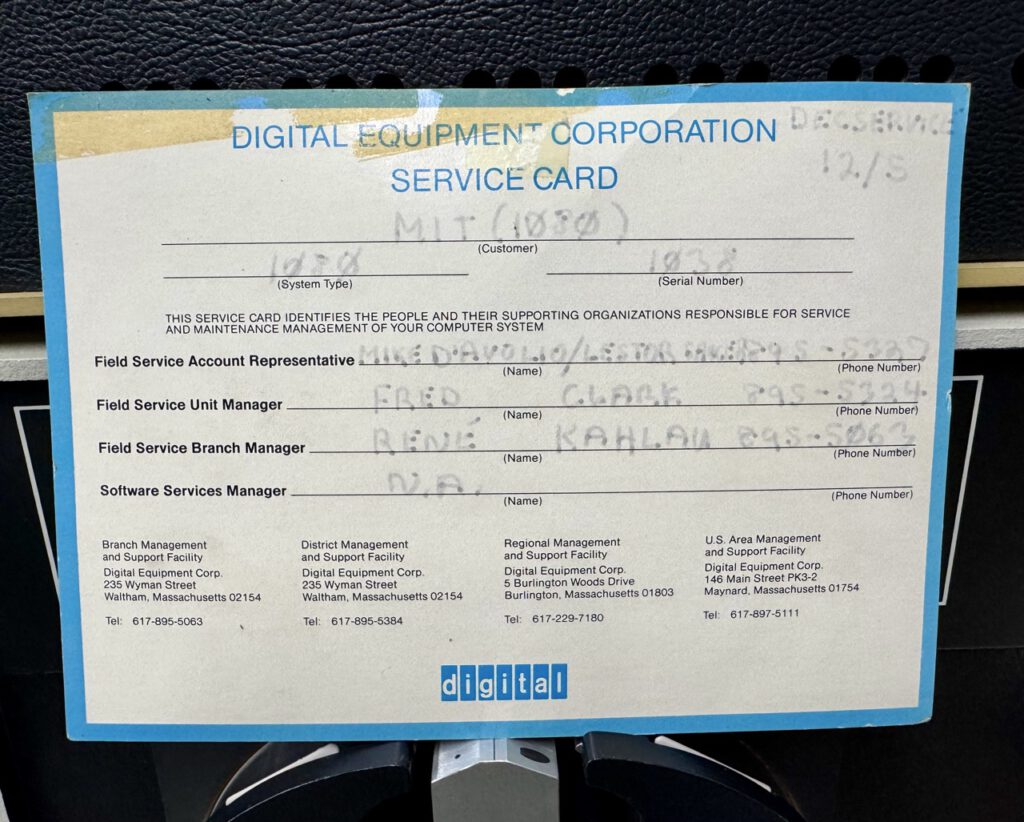 DIGITAL EQUIPMENT CORPORATION
DECSERVICE
SERVICE CARD
12/5
MIT (1080)
(Customer)
1080 1038
(System Type) (Serial Number)
THIS SERVICE CARD IDENTIFIES THE PEOPLE AND THEIR SUPPORTING ORGANIZATIONS RESPONSIBLE FOR SERVICE
AND MAINTENANCE MANAGEMENT OF YOUR COMPUTER SYSTEM
Field Service Account Representative MIKE D'AVOLIO/LESTOR 895-5327
(Name) (Phone Number)
Field Service Unit Manager FRED CLARK 895-5324
(Name) (Phone Number)
Field Service Branch Manager RENÉ KAHLAU 895-5063
(Name) (Phone Number)
Software Services Manager N.A.
(Name) (Phone Number)
Branch Management
and Support Facility
Digital Equipment Corp.
235 Wyman Street
Waltham, Massachusetts 02154
Tel: 617-895-5063
District Management
and Support Facility
Digital Equipment Corp.
235 Wyman Street
Waltham, Massachusetts 02154
Tel: 617-895-5384
Regional Management
and Support Facility
Digital Equipment Corp.
5 Burlington Woods Drive
Burlington, Massachusetts 01803
Tel: 617-229-7180
U.S. Area Management
and Support Facility
Digital Equipment Corp.
146 Main Street PK3-2
Maynard, Massachusetts 01754
Tel: 617-897-5111
digital